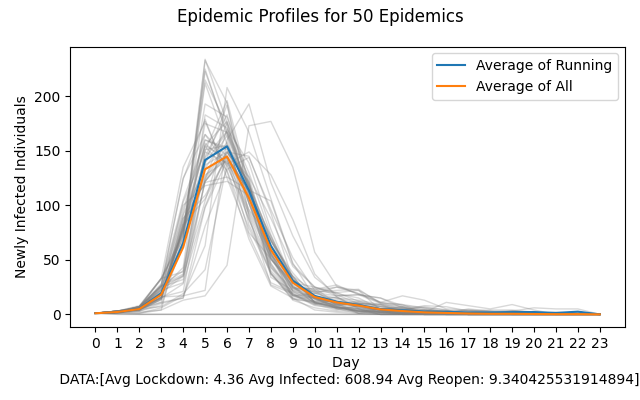 Epidemic Profiles for 50 Epidemics
Average of Running
Average of All
Newly Infected Individuals
200
150
100
50
0
0 1 2 3 4 5 6 7 8 9 10 11 12 13 14 15 16 17 18 19 20 21 22 23
Day
DATA:[Avg Lockdown: 4.36 Avg Infected: 608.94 Avg Reopen: 9.340425531914894]